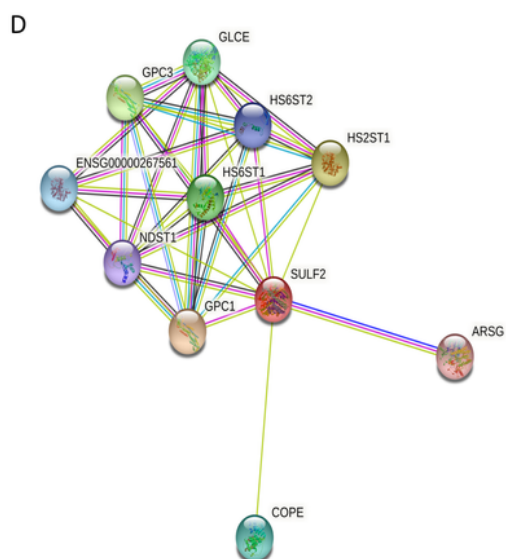 D
GLCE
GPC3
HS6ST2
HS2ST1
ENSG00000267561
HS6ST1
NDST1
SULF2
GPC1
ARSG
COPE